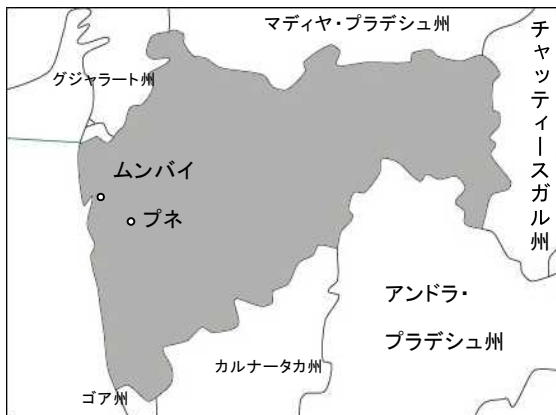 マディヤ・プラデシュ州
チャッティースガル州
グジャラート州
ムンバイ
プネ
アンドラ・
プラデシュ州
カルナータカ州
ゴア州